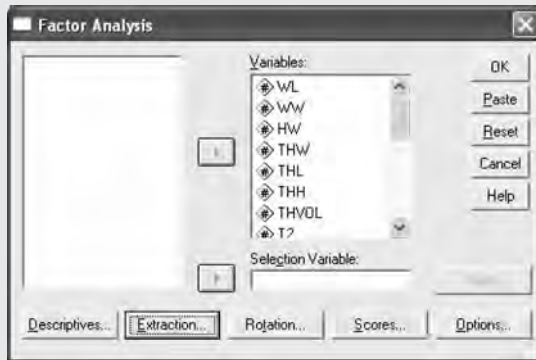 Factor Analysis
Variables:
WL
WW
HW
THW
THL
THH
THVOL
T2
OK
Paste
Reset
Cancel
Help
Selection Variable:
Descriptives...
Extraction...
Rotation...
Scores...
Options...